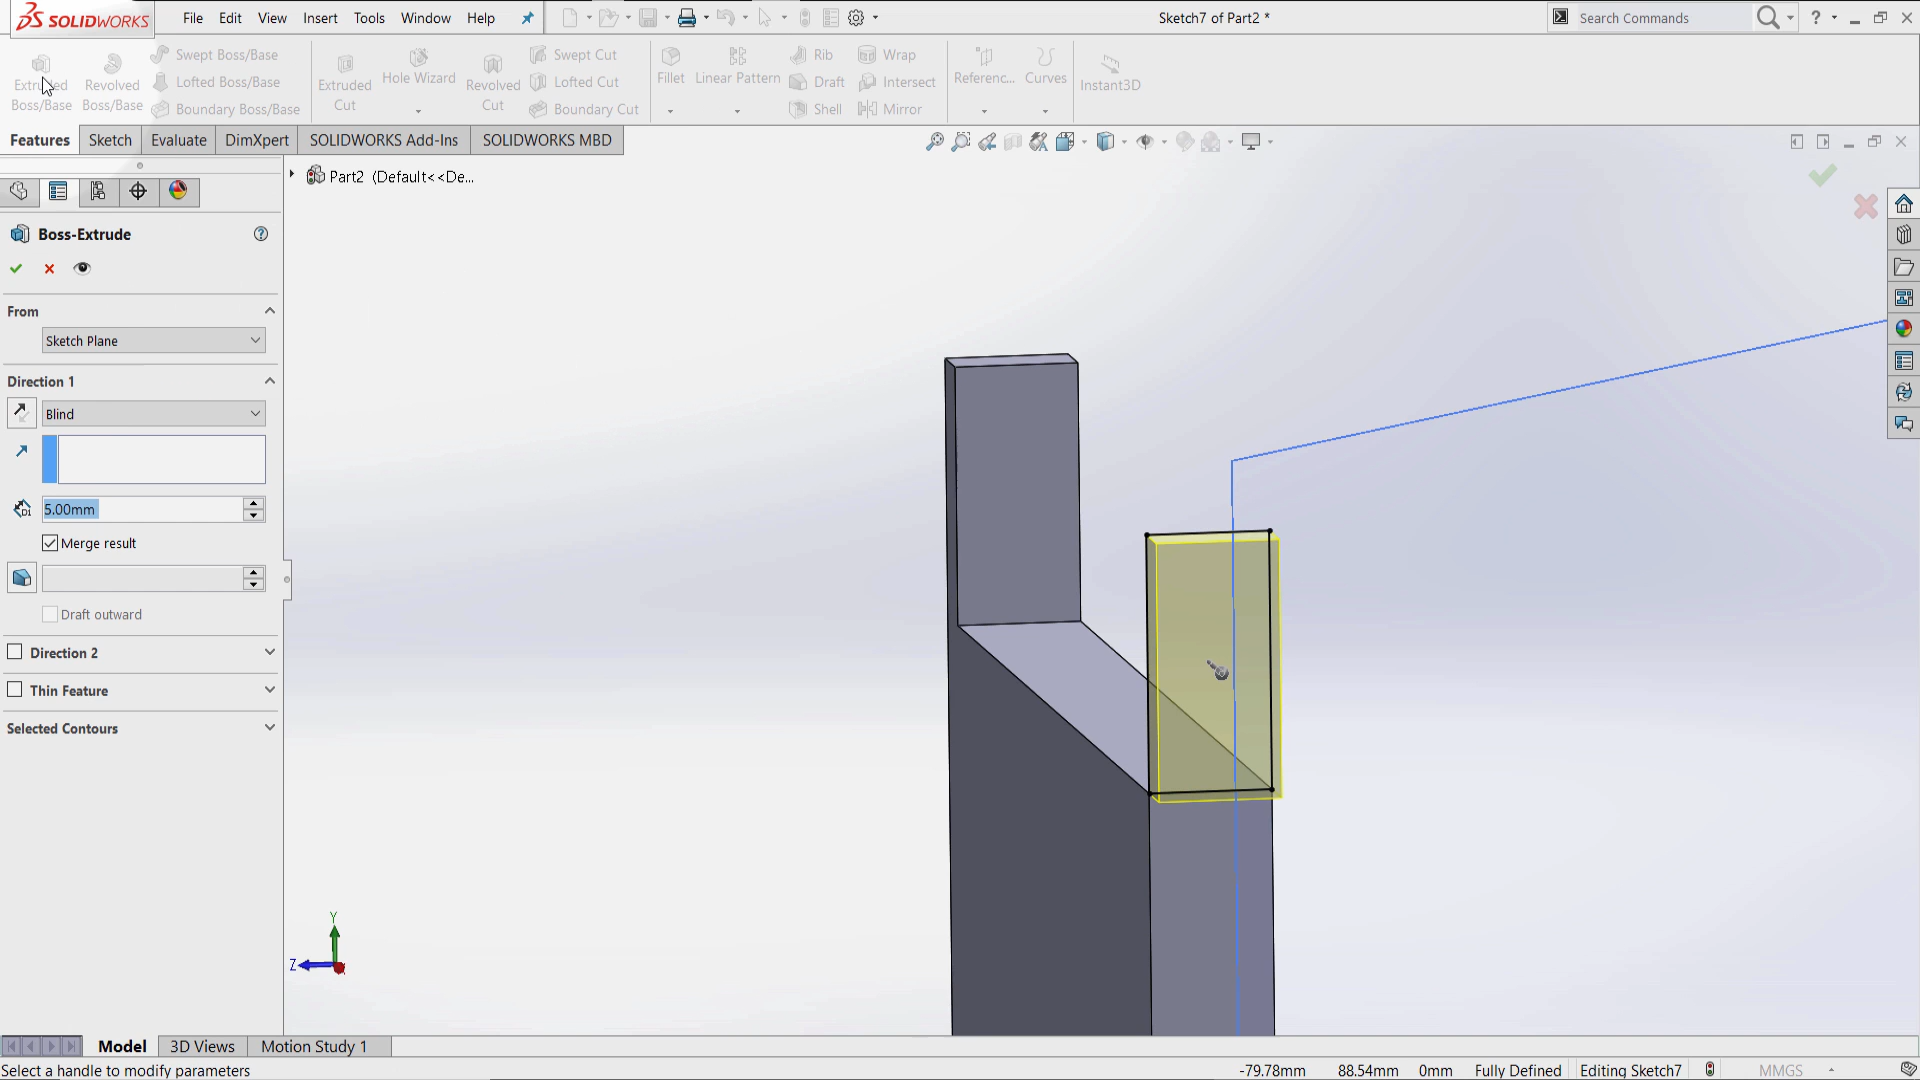 SOLIDWORKS File Edit View Insert Tools Window Help Sketch7 of Part2 * Search Commands ?
Extruded Boss/Base Revolved Boss/Base Swept Boss/Base Lofted Boss/Base Boundary Boss/Base
Extruded Cut Hole Wizard Revolved Cut Swept Cut Lofted Cut Boundary Cut
Fillet Linear Pattern Rib Draft Shell Wrap Intersect Mirror
Referenc... Curves Instant3D
Features Sketch Evaluate DimXpert SOLIDWORKS Add-Ins SOLIDWORKS MBD
Part2 (Default<<De...
Boss-Extrude ?
From
Sketch Plane
Direction 1
Blind
D1 5.00mm
Merge result
Draft outward
Direction 2
Thin Feature
Selected Contours
Y
Z
Model 3D Views Motion Study 1
Select a handle to modify parameters -79.78mm 88.54mm 0mm Fully Defined Editing Sketch7 MMGS